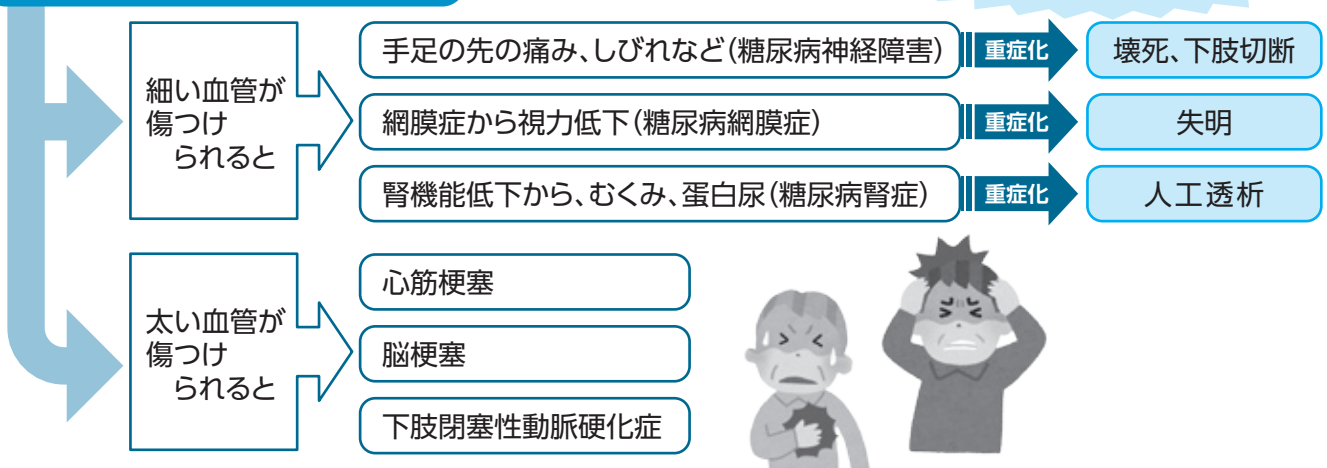 細い血管が
傷つけ
られると
手足の先の痛み、しびれなど(糖尿病神経障害)
重症化
壊死、下肢切断
網膜症から視力低下(糖尿病網膜症)
重症化
失明
腎機能低下から、むくみ、蛋白尿(糖尿病腎症)
重症化
人工透析
太い血管が
傷つけ
られると
心筋梗塞
脳梗塞
下肢閉塞性動脈硬化症